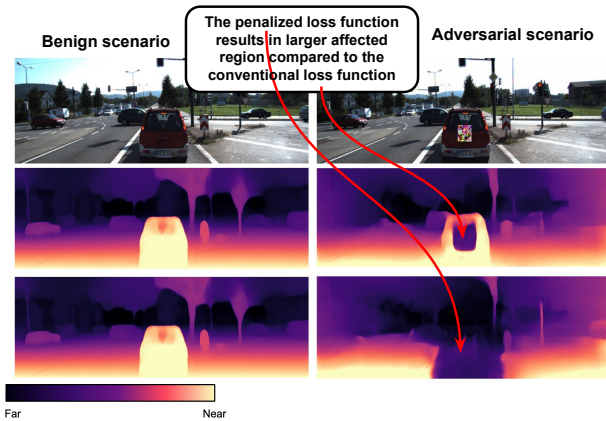 The penalized loss function
results in larger affected
region compared to the
conventional loss function
Benign scenario
Adversarial scenario
Far
Near